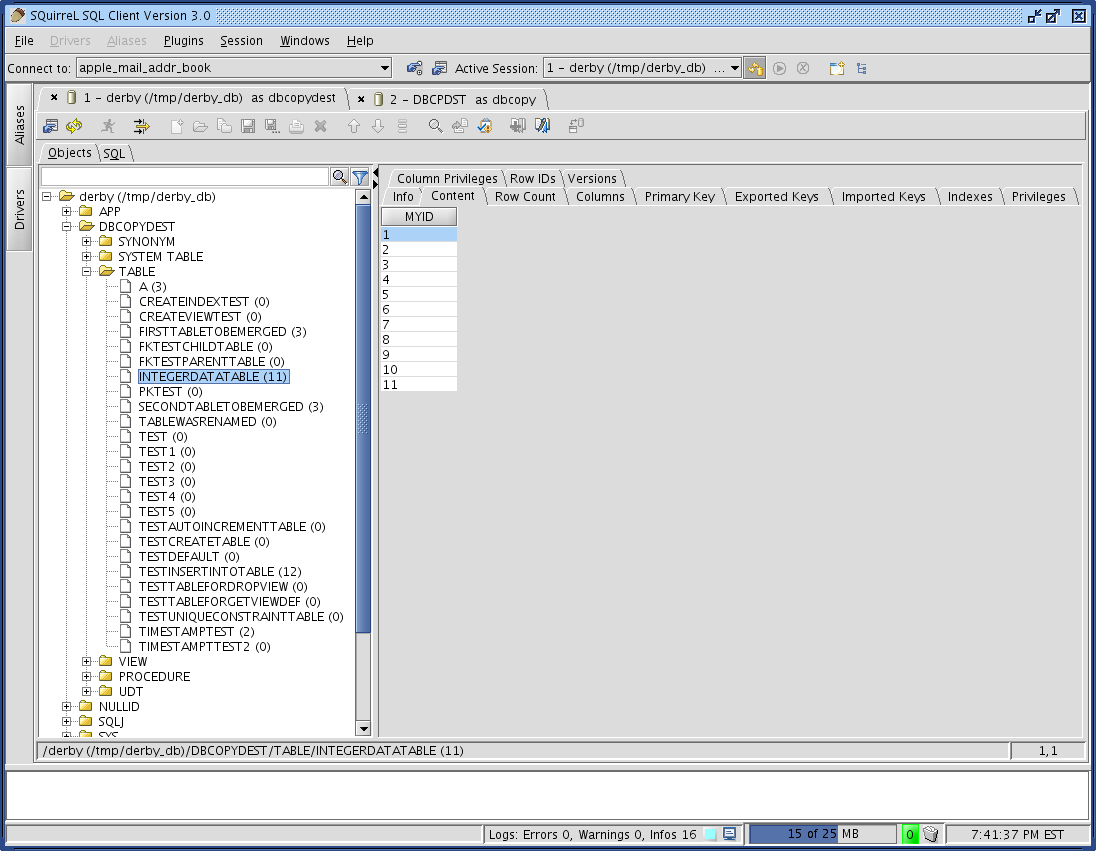 SQuirreL SQL Client Version 3.0
File Drivers Aliases Plugins Session Windows Help
Connect to: apple_mail_addr_book Active Session: 1 – derby (/tmp/derby_db) ...
Aliases
Drivers
1 – derby (/tmp/derby_db) as dbcopydest 2 – DBCPDST as dbcopy
Objects SQL
derby (/tmp/derby_db)
APP
DBCOPYDEST
SYNONYM
SYSTEM TABLE
TABLE
A (3)
CREATEINDEXTEST (0)
CREATEVIEWTEST (0)
FIRSTTABLETOBEMERGED (3)
FKTESTCHILDTABLE (0)
FKTESTPARENTTABLE (0)
INTEGERDATATABLE (11)
PKTEST (0)
SECONDTABLETOBEMERGED (3)
TABLEWASRENAMED (0)
TEST (0)
TEST1 (0)
TEST2 (0)
TEST3 (0)
TEST4 (0)
TEST5 (0)
TESTAUTOINCREMENTTABLE (0)
TESTCREATETABLE (0)
TESTDEFAULT (0)
TESTINSERTINTOTABLE (12)
TESTTABLEFORDROPVIEW (0)
TESTTABLEFORGETVIEWDEF (0)
TESTUNIQUECONSTRAINTTABLE (0)
TIMESTAMPTEST (2)
TIMESTAMPTTEST2 (0)
VIEW
PROCEDURE
UDT
NULLID
SQLJ
SYS
Column Privileges Row IDs Versions
Info Content Row Count Columns Primary Key Exported Keys Imported Keys Indexes Privileges
MYID
1
2
3
4
5
6
7
8
9
10
11
/derby (/tmp/derby_db)/DBCOPYDEST/TABLE/INTEGERDATATABLE (11) 1,1
Logs: Errors 0, Warnings 0, Infos 16 15 of 25 MB 0 7:41:37 PM EST